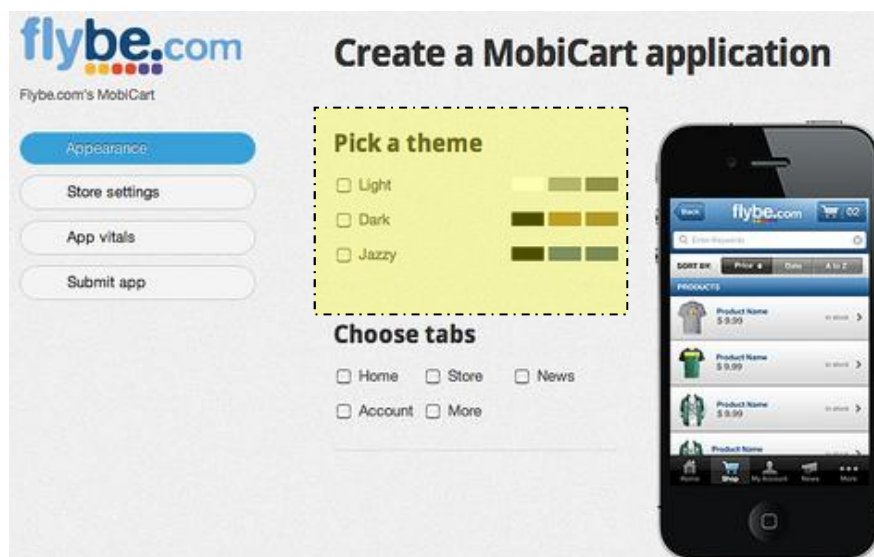 flybe.com
Flybe.com's MobiCart
Appearance
Store settings
App vitals
Submit app
Create a MobiCart application
Pick a theme
Light
Dark
Jazzy
Choose tabs
Home Store News
Account More
Back flybe.com 02
Enter Keywords
SORT BY: Price Date A to Z
PRODUCTS
Product Name
$ 9.99 in stock
Product Name
$ 9.99 in stock
Product Name
$ 9.99 in stock
Product Name
Home Shop My Account News More